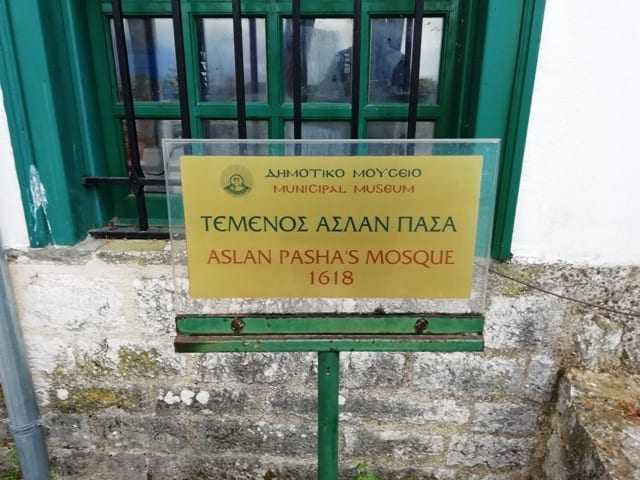 ΔΗΜΟΤΙΚΟ ΜΟΥΣΕΙΟ
MUNICIPAL MUSEUM
ΤΕΜΕΝΟΣ ΑΣΛΑΝ ΠΑΣΑ
ASLAN PASHA'S MOSQUE
1618